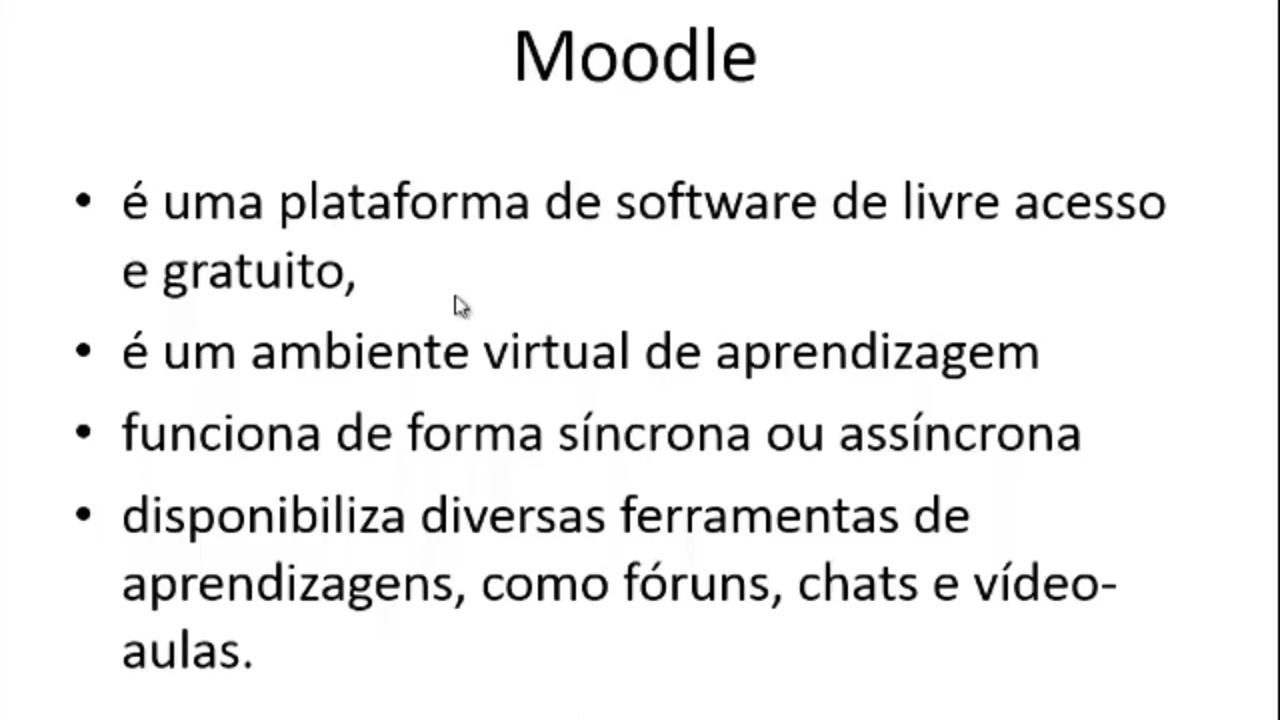 Moodle
• é uma plataforma de software de livre acesso
e gratuito,
• é um ambiente virtual de aprendizagem
• funciona de forma síncrona ou assíncrona
• disponibiliza diversas ferramentas de
aprendizagens, como fóruns, chats e vídeo-
aulas.